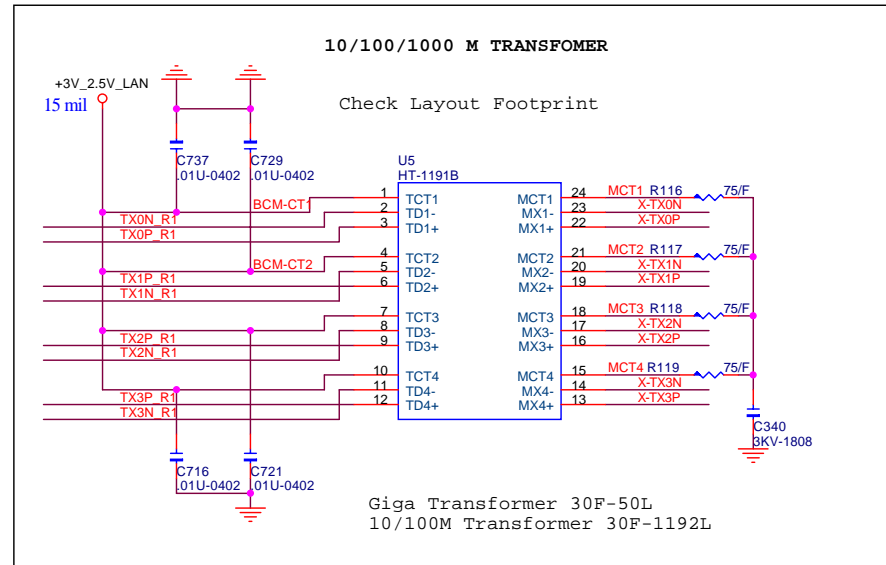 10/100/1000 M TRANSFOMER
+3V_2.5V_LAN
15 mil
Check Layout Footprint
C737
.01U-0402
C729
.01U-0402
U5
HT-1191B
BCM-CT1
1
TCT1
MCT1
24
MCT1
R116
75/F
TX0N_R1
2
TD1-
MX1-
23
X-TX0N
TX0P_R1
3
TD1+
MX1+
22
X-TX0P
BCM-CT2
4
TCT2
MCT2
21
MCT2
R117
75/F
TX1P_R1
5
TD2-
MX2-
20
X-TX1N
TX1N_R1
6
TD2+
MX2+
19
X-TX1P
7
TCT3
MCT3
18
MCT3
R118
75/F
TX2P_R1
8
TD3-
MX3-
17
X-TX2N
TX2N_R1
9
TD3+
MX3+
16
X-TX2P
10
TCT4
MCT4
15
MCT4
R119
75/F
TX3P_R1
11
TD4-
MX4-
14
X-TX3N
TX3N_R1
12
TD4+
MX4+
13
X-TX3P
C340
3KV-1808
C716
.01U-0402
C721
.01U-0402
Giga Transformer 30F-50L
10/100M Transformer 30F-1192L